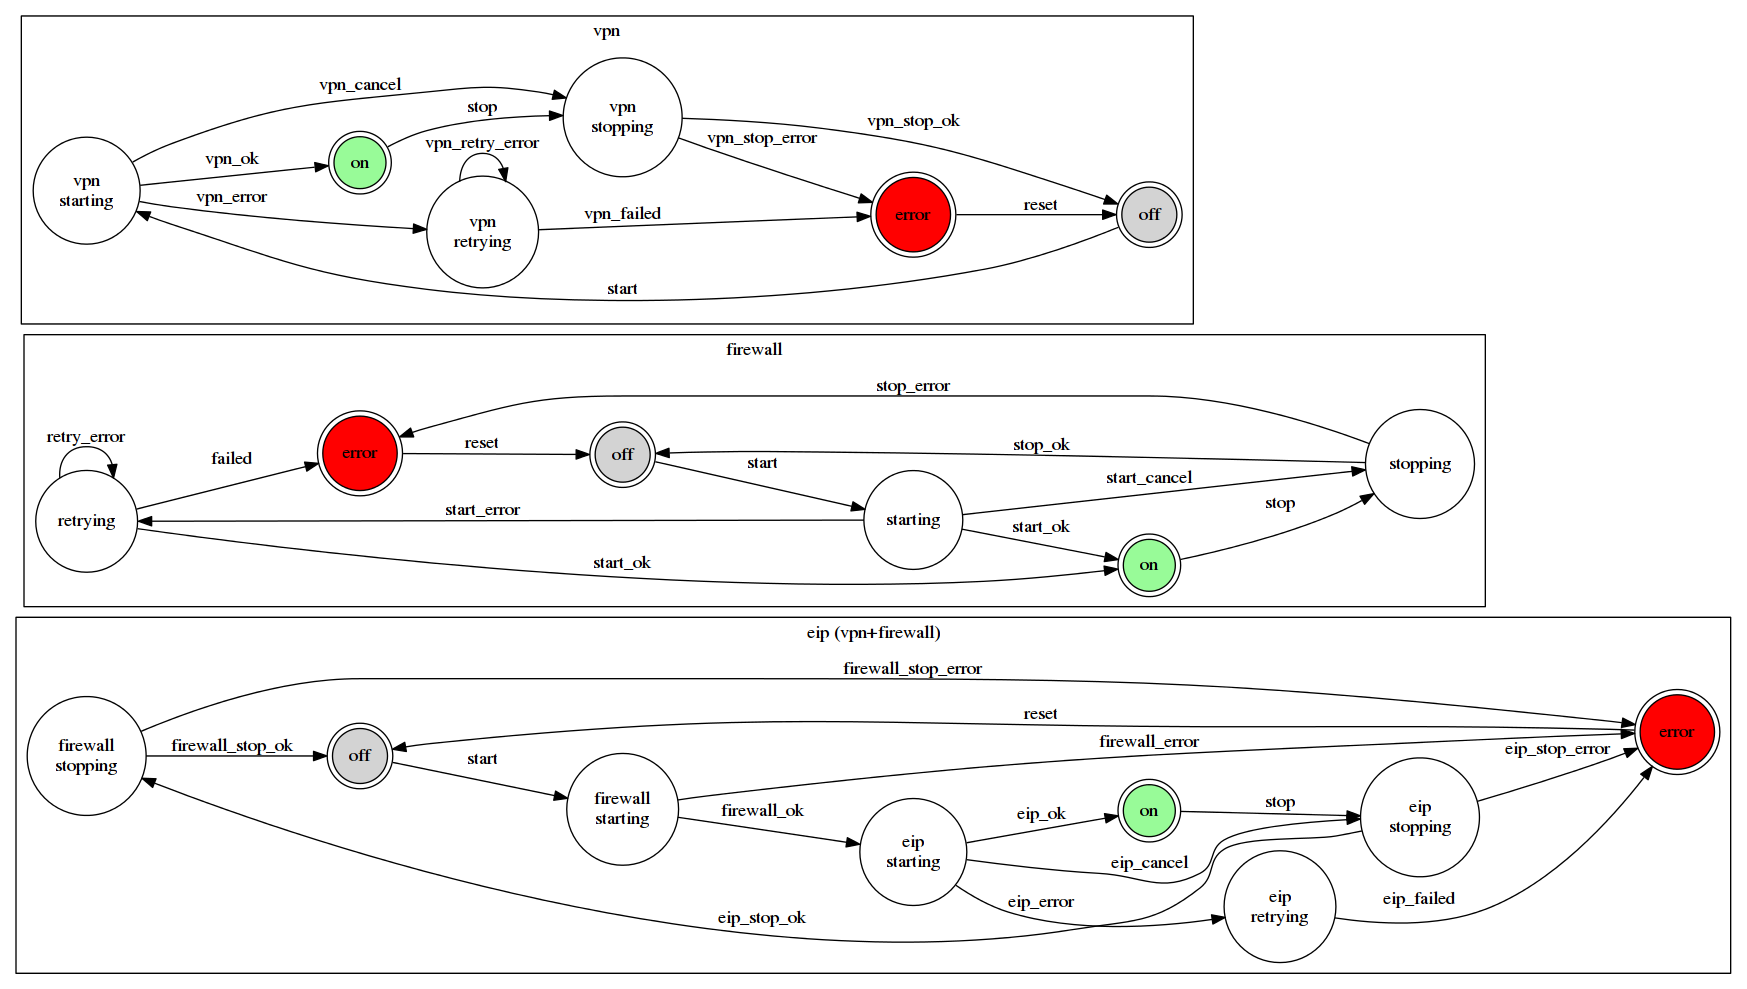 vpn
vpn_cancel
stop
vpn
stopping
vpn_stop_ok
vpn_stop_error
vpn_retry_error
vpn_ok
on
vpn
starting
vpn_error
vpn
retrying
vpn_failed
error
reset
off
start
firewall
stop_error
retry_error
failed
error
reset
off
start
stop_ok
start_cancel
stopping
retrying
start_error
starting
start_ok
stop
start_ok
on
eip (vpn+firewall)
firewall_stop_error
reset
error
firewall_error
eip_stop_error
firewall
stopping
firewall_stop_ok
off
start
firewall
starting
firewall_ok
eip_ok
on
stop
eip
stopping
eip
starting
eip_cancel
eip_error
eip
retrying
eip_failed
eip_stop_ok